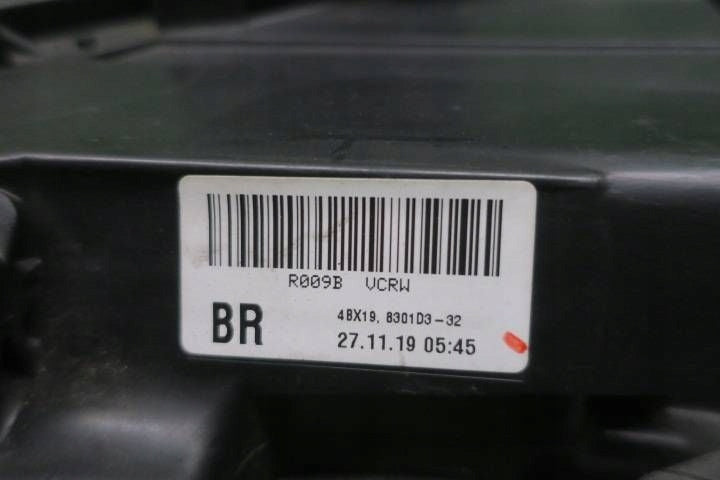 R009B VCRW
BR
48X19, 8301D3-32
27.11.19 05:45